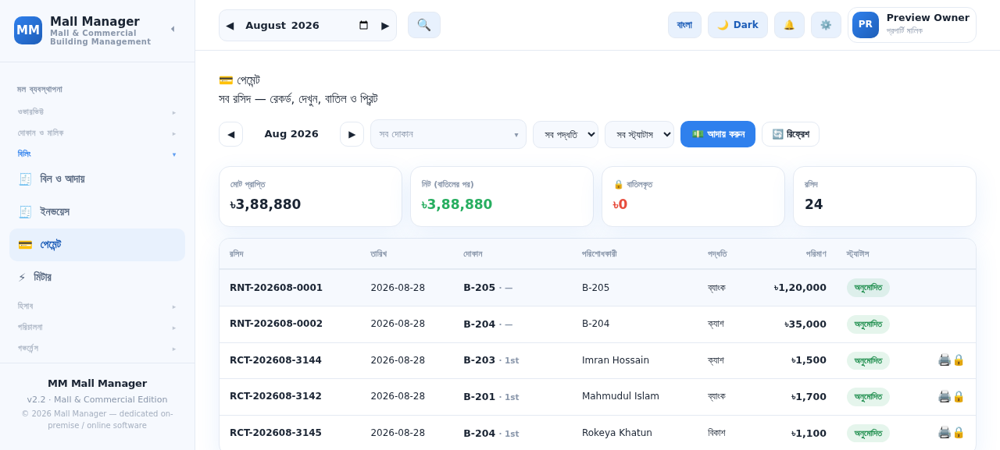 MM
Mall Manager
Mall & Commercial
Building Management
August 2026
বাংলা
Dark
PR
Preview Owner
প্রপার্টি মালিক
মল ব্যবস্থাপনা
ওভারভিউ
দোকান ও মালিক
বিলিং
বিল ও আদায়
ইনভয়েস
পেমেন্ট
মিটার
হিসাব
পরিচালনা
গভর্নেন্স
MM Mall Manager
v2.2 · Mall & Commercial Edition
© 2026 Mall Manager — dedicated on-
premise / online software
পেমেন্ট
সব রসিদ — রেকর্ড, দেখুন, বাতিল ও প্রিন্ট
Aug 2026
সব দোকান
সব পদ্ধতি
সব স্ট্যাটাস
আদায় করুন
রিফ্রেশ
মোট প্রাপ্তি
৳3,88,880
নিট (বাতিলের পর)
৳3,88,880
বাতিলকৃত
৳0
রসিদ
24
রসিদ তারিখ দোকান পরিশোধকারী পদ্ধতি পরিমাণ স্ট্যাটাস
RNT-202608-0001 2026-08-28 B-205 · — B-205 ব্যাংক ৳1,20,000 অনুমোদিত
RNT-202608-0002 2026-08-28 B-204 · — B-204 ক্যাশ ৳35,000 অনুমোদিত
RCT-202608-3144 2026-08-28 B-203 · 1st Imran Hossain ক্যাশ ৳1,500 অনুমোদিত
RCT-202608-3142 2026-08-28 B-201 · 1st Mahmudul Islam ব্যাংক ৳1,700 অনুমোদিত
RCT-202608-3145 2026-08-28 B-204 · 1st Rokeya Khatun বিকাশ ৳1,100 অনুমোদিত